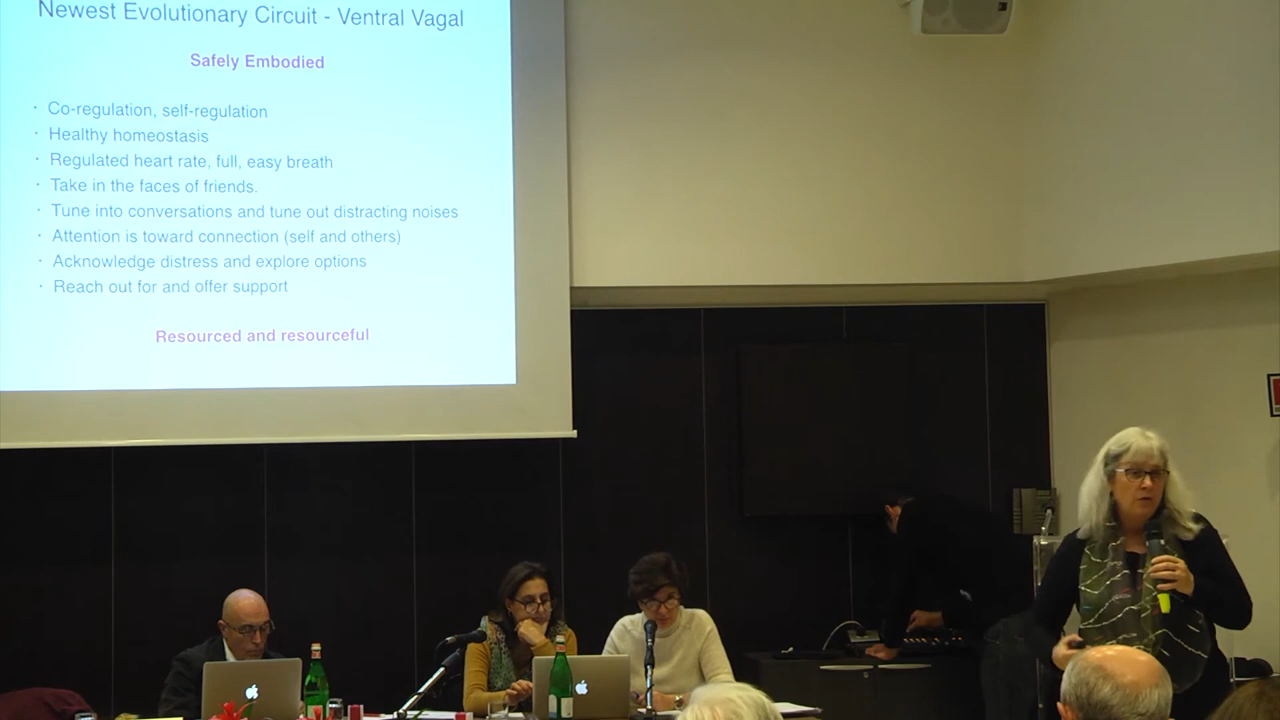 Newest Evolutionary Circuit - Ventral Vagal
Safely Embodied
· Co-regulation, self-regulation
· Healthy homeostasis
· Regulated heart rate, full, easy breath
· Take in the faces of friends.
· Tune into conversations and tune out distracting noises
· Attention is toward connection (self and others)
· Acknowledge distress and explore options
· Reach out for and offer support
Resourced and resourceful